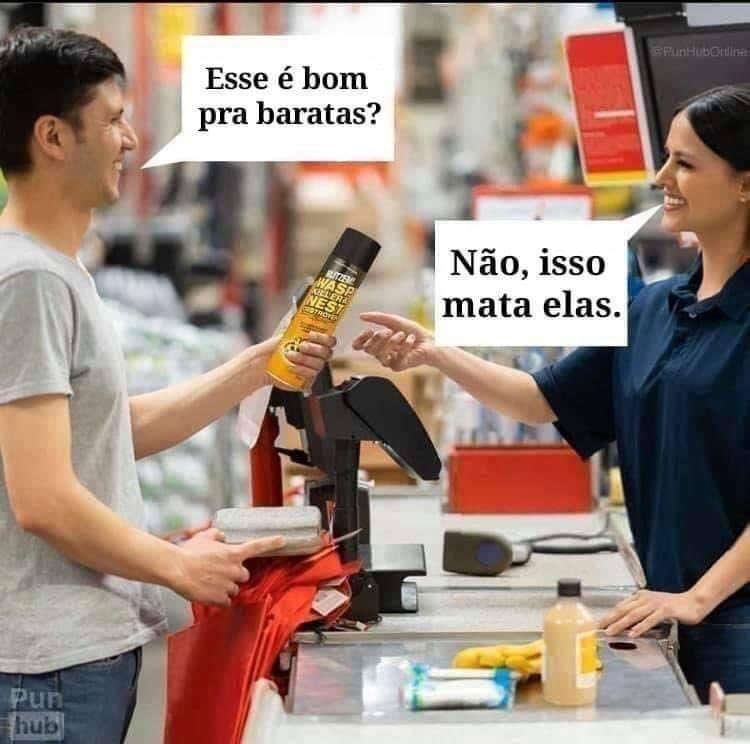 ©PunHubOnline
Esse é bom
pra baratas?
Não, isso
mata elas.
WASP
KILLER &
NEST
DESTROYER
Pun
hub